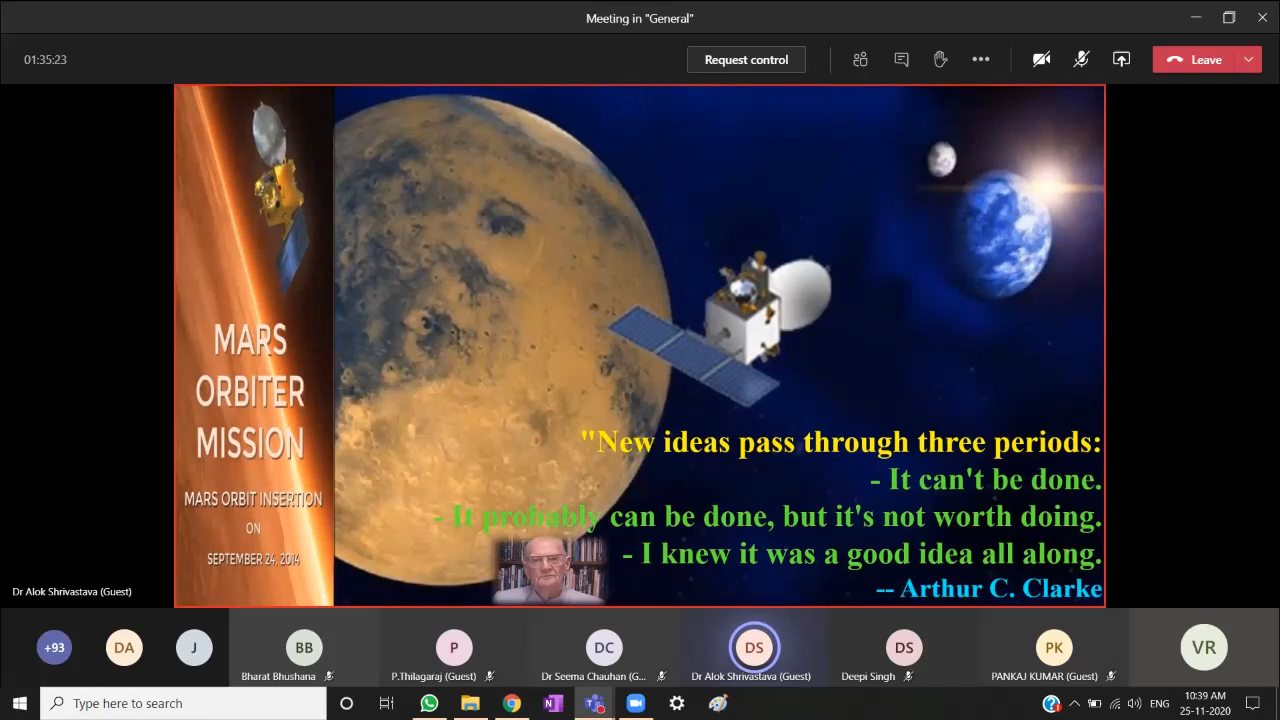 Meeting in "General"
01:35:23
Request control
Leave
MARS
ORBITER
MISSION
MARS ORBIT INSERTION
ON
SEPTEMBER 24, 2014
"New ideas pass through three periods:
- It can't be done.
- It probably can be done, but it's not worth doing.
- I knew it was a good idea all along.
-- Arthur C. Clarke
Dr Alok Shrivastava (Guest)
+93
DA
J
BB
Bharat Bhushana
P
P.Thilagaraj (Guest)
DC
Dr Seema Chauhan (G...
DS
Dr Alok Shrivastava (Guest)
DS
Deepi Singh
PK
PANKAJ KUMAR (Guest)
VR
Type here to search
ENG
10:39 AM
25-11-2020